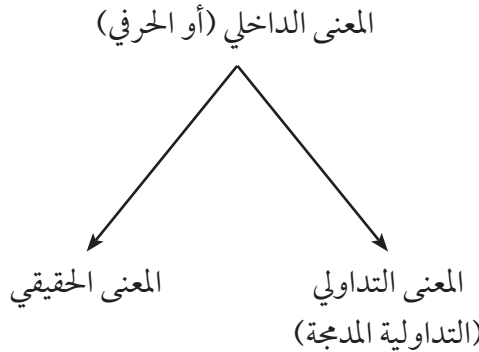 المعنى الداخلي (أو الحرفي)
المعنى التداولي
(التداولية المدمجة)
المعنى الحقيقي